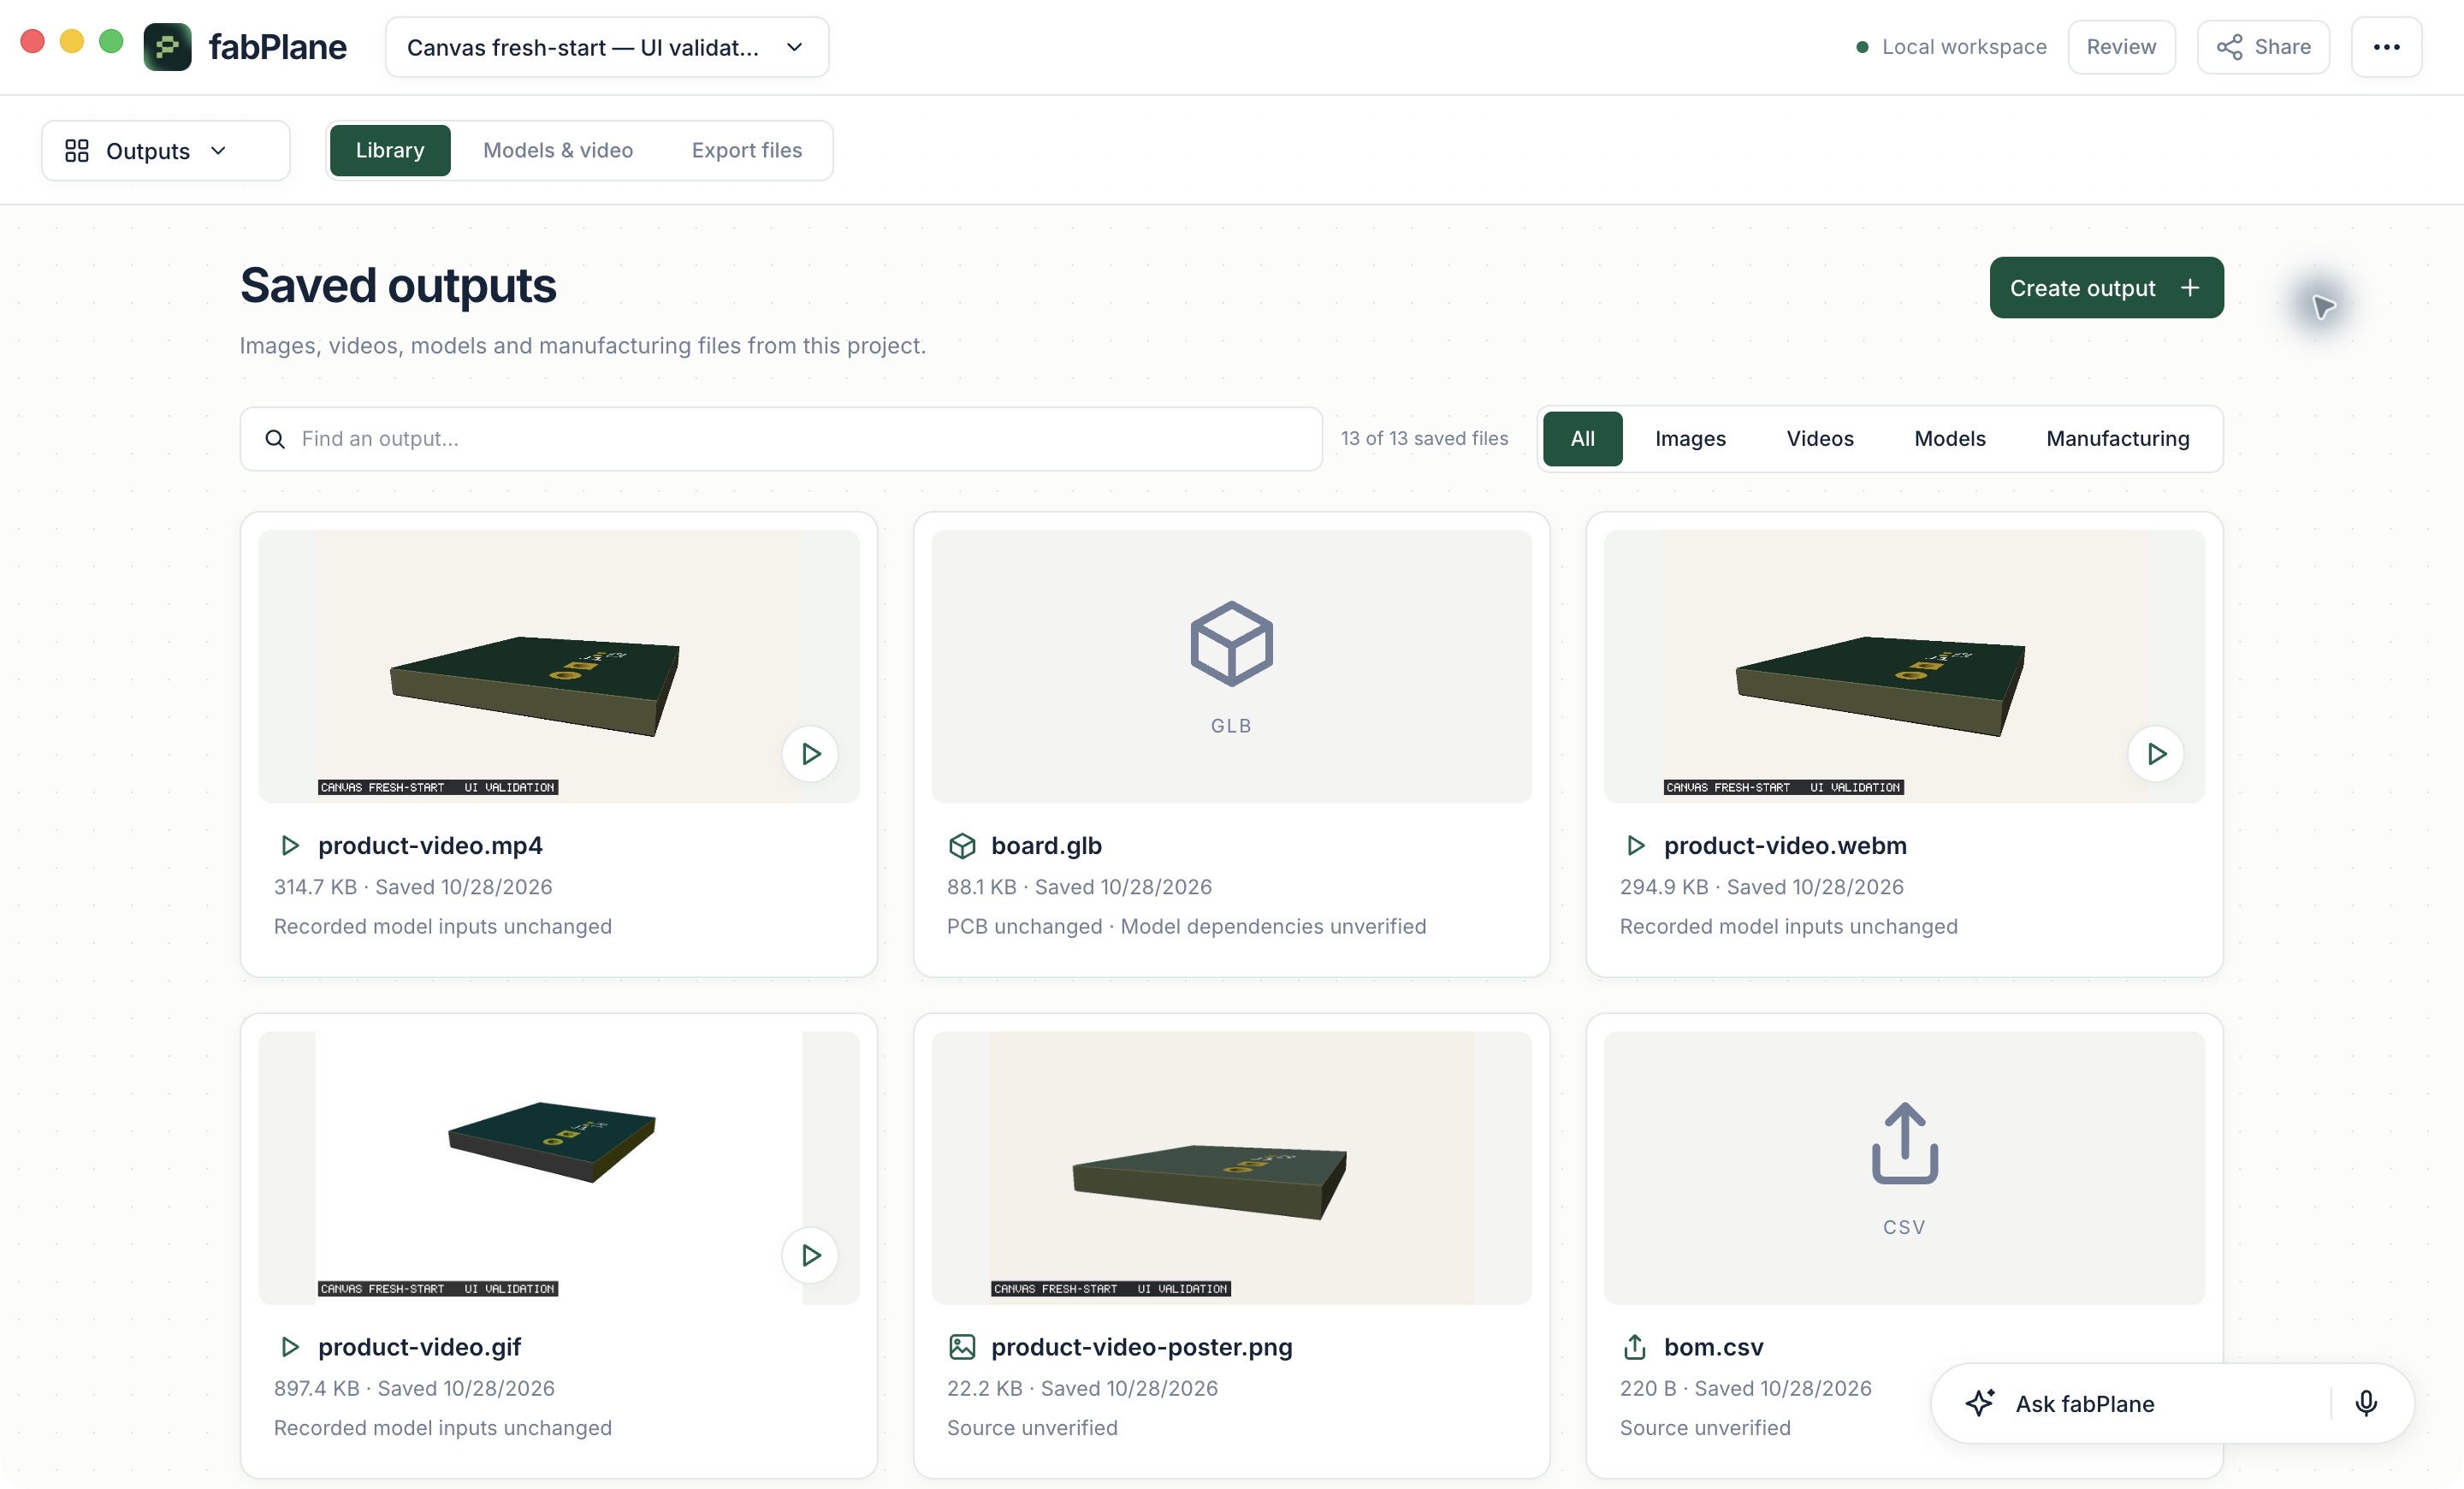 fabPlane
Canvas fresh-start — UI validat...
Local workspace
Review
Share
Outputs
Library
Models & video
Export files
Saved outputs
Create output
Images, videos, models and manufacturing files from this project.
Find an output...
13 of 13 saved files
All
Images
Videos
Models
Manufacturing
CANVAS FRESH-START UI VALIDATION
GLB
CANVAS FRESH-START UI VALIDATION
product-video.mp4
314.7 KB · Saved 10/28/2026
Recorded model inputs unchanged
board.glb
88.1 KB · Saved 10/28/2026
PCB unchanged · Model dependencies unverified
product-video.webm
294.9 KB · Saved 10/28/2026
Recorded model inputs unchanged
CANVAS FRESH-START UI VALIDATION
CANVAS FRESH-START UI VALIDATION
CSV
product-video.gif
897.4 KB · Saved 10/28/2026
Recorded model inputs unchanged
product-video-poster.png
22.2 KB · Saved 10/28/2026
Source unverified
bom.csv
220 B · Saved 10/28/2026
Source unverified
Ask fabPlane